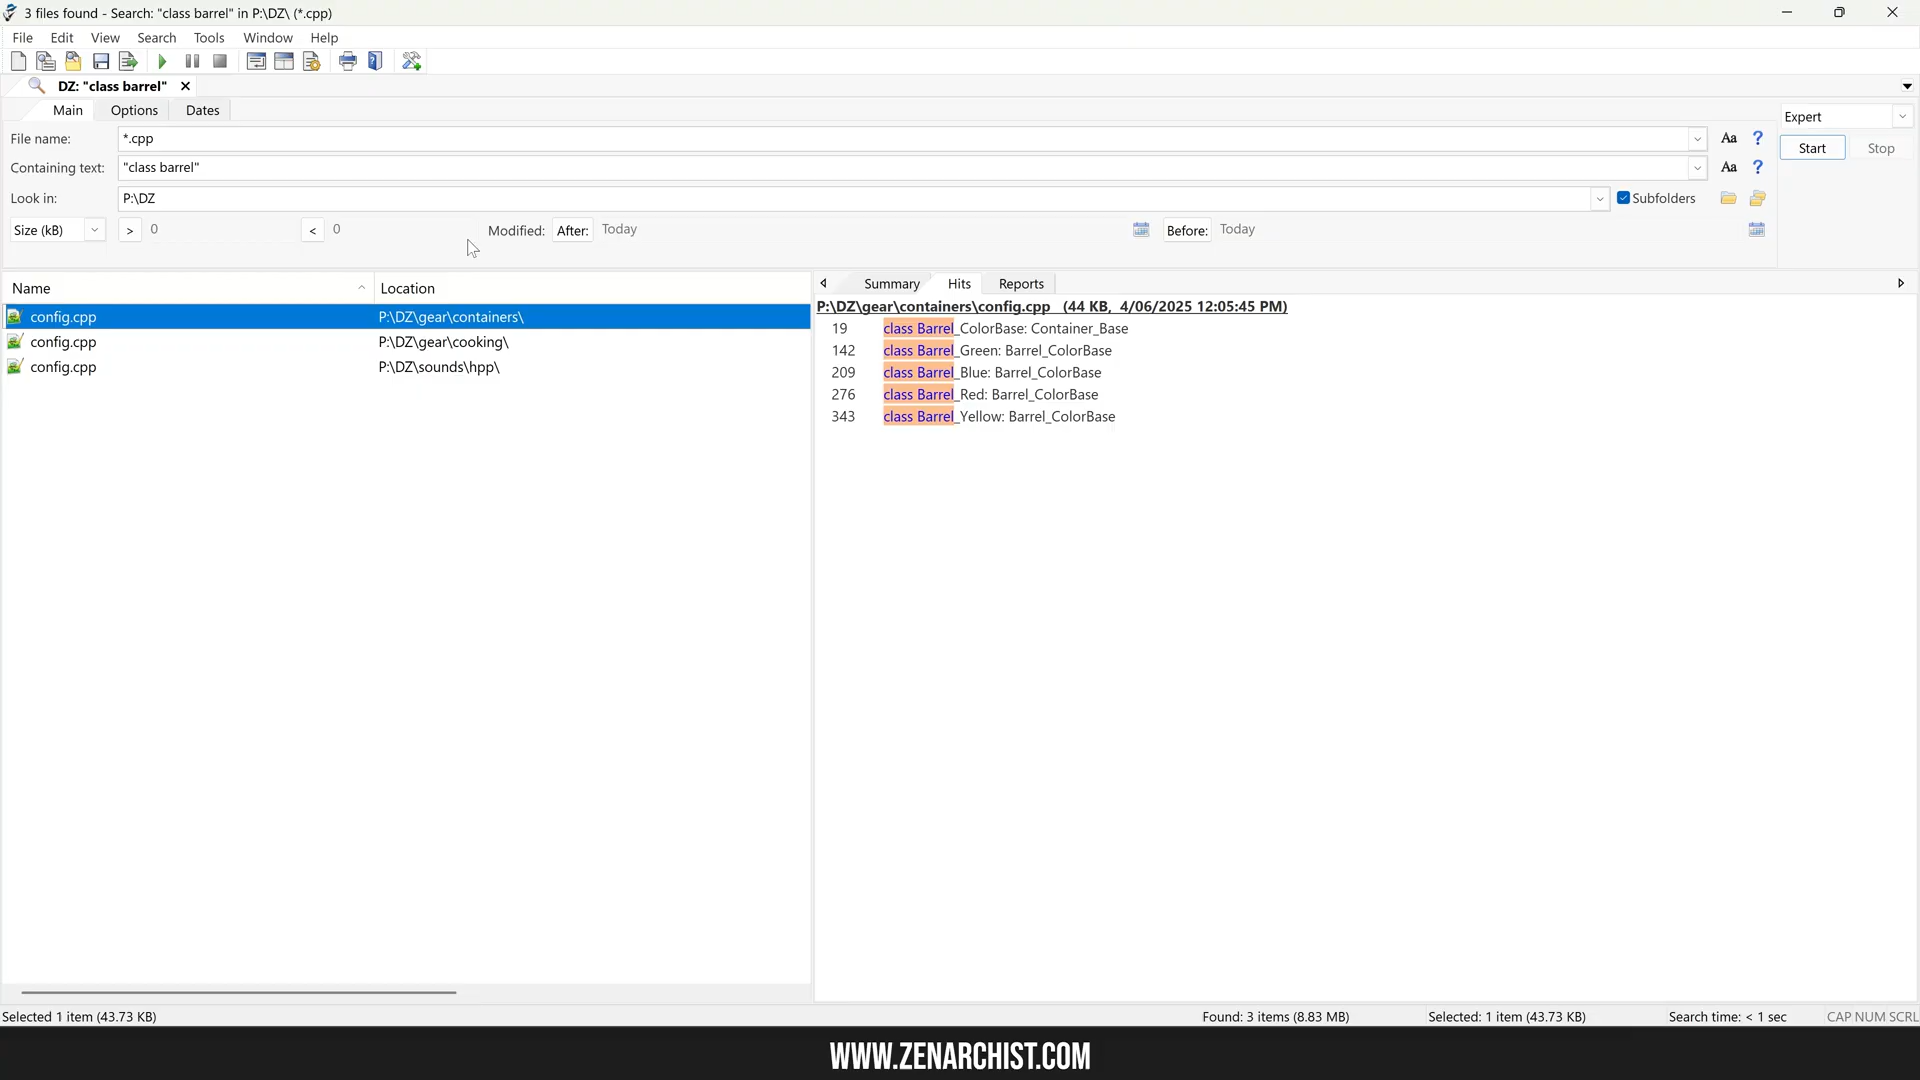 3 files found - Search: "class barrel" in P:\DZ\ (*.cpp)
File Edit View Search Tools Window Help
DZ: "class barrel"
Main Options Dates
Expert
File name: *.cpp Aa ?
Start Stop
Containing text: "class barrel" Aa ?
Look in: P:\DZ Subfolders
Size (kB) > 0 < 0 Modified: After: Today Before: Today
Name Location
config.cpp P:\DZ\gear\containers\
config.cpp P:\DZ\gear\cooking\
config.cpp P:\DZ\sounds\hpp\
Summary Hits Reports
P:\DZ\gear\containers\config.cpp (44 KB, 4/06/2025 12:05:45 PM)
19 class Barrel_ColorBase: Container_Base
142 class Barrel_Green: Barrel_ColorBase
209 class Barrel_Blue: Barrel_ColorBase
276 class Barrel_Red: Barrel_ColorBase
343 class Barrel_Yellow: Barrel_ColorBase
Selected 1 item (43.73 KB) Found: 3 items (8.83 MB) Selected: 1 item (43.73 KB) Search time: < 1 sec CAP NUM SCRL
WWW.ZENARCHIST.COM